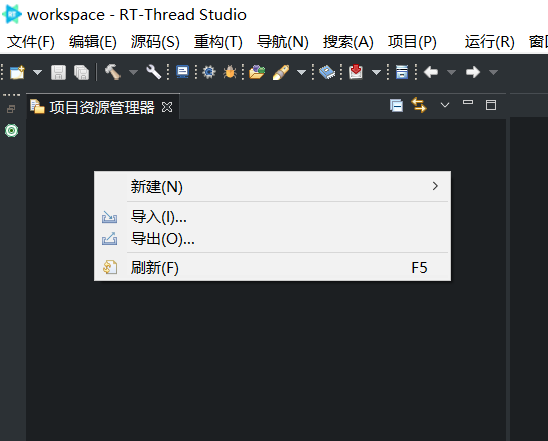 RT workspace - RT-Thread Studio
文件(F) 编辑(E) 源码(S) 重构(T) 导航(N) 搜索(A) 项目(P) 运行(R) 窗
项目资源管理器
新建(N)
导入(I)...
导出(O)...
刷新(F) F5